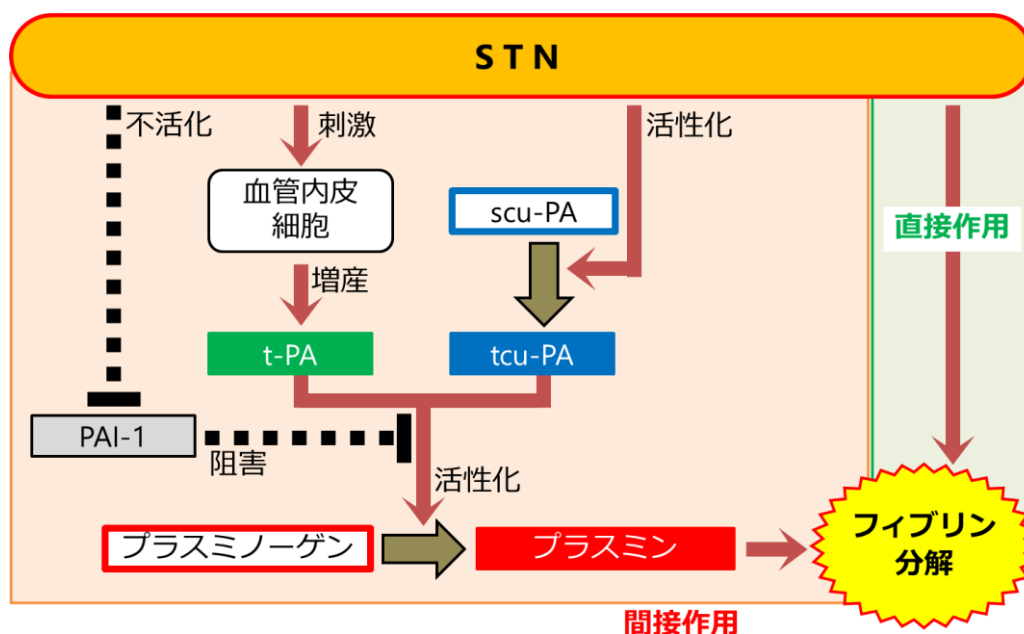 STN
不活化
刺激
活性化
血管内皮
細胞
scu-PA
直接作用
増産
t-PA
tcu-PA
PAI-1
阻害
活性化
プラスミノーゲン
プラスミン
フィブリン
分解
間接作用